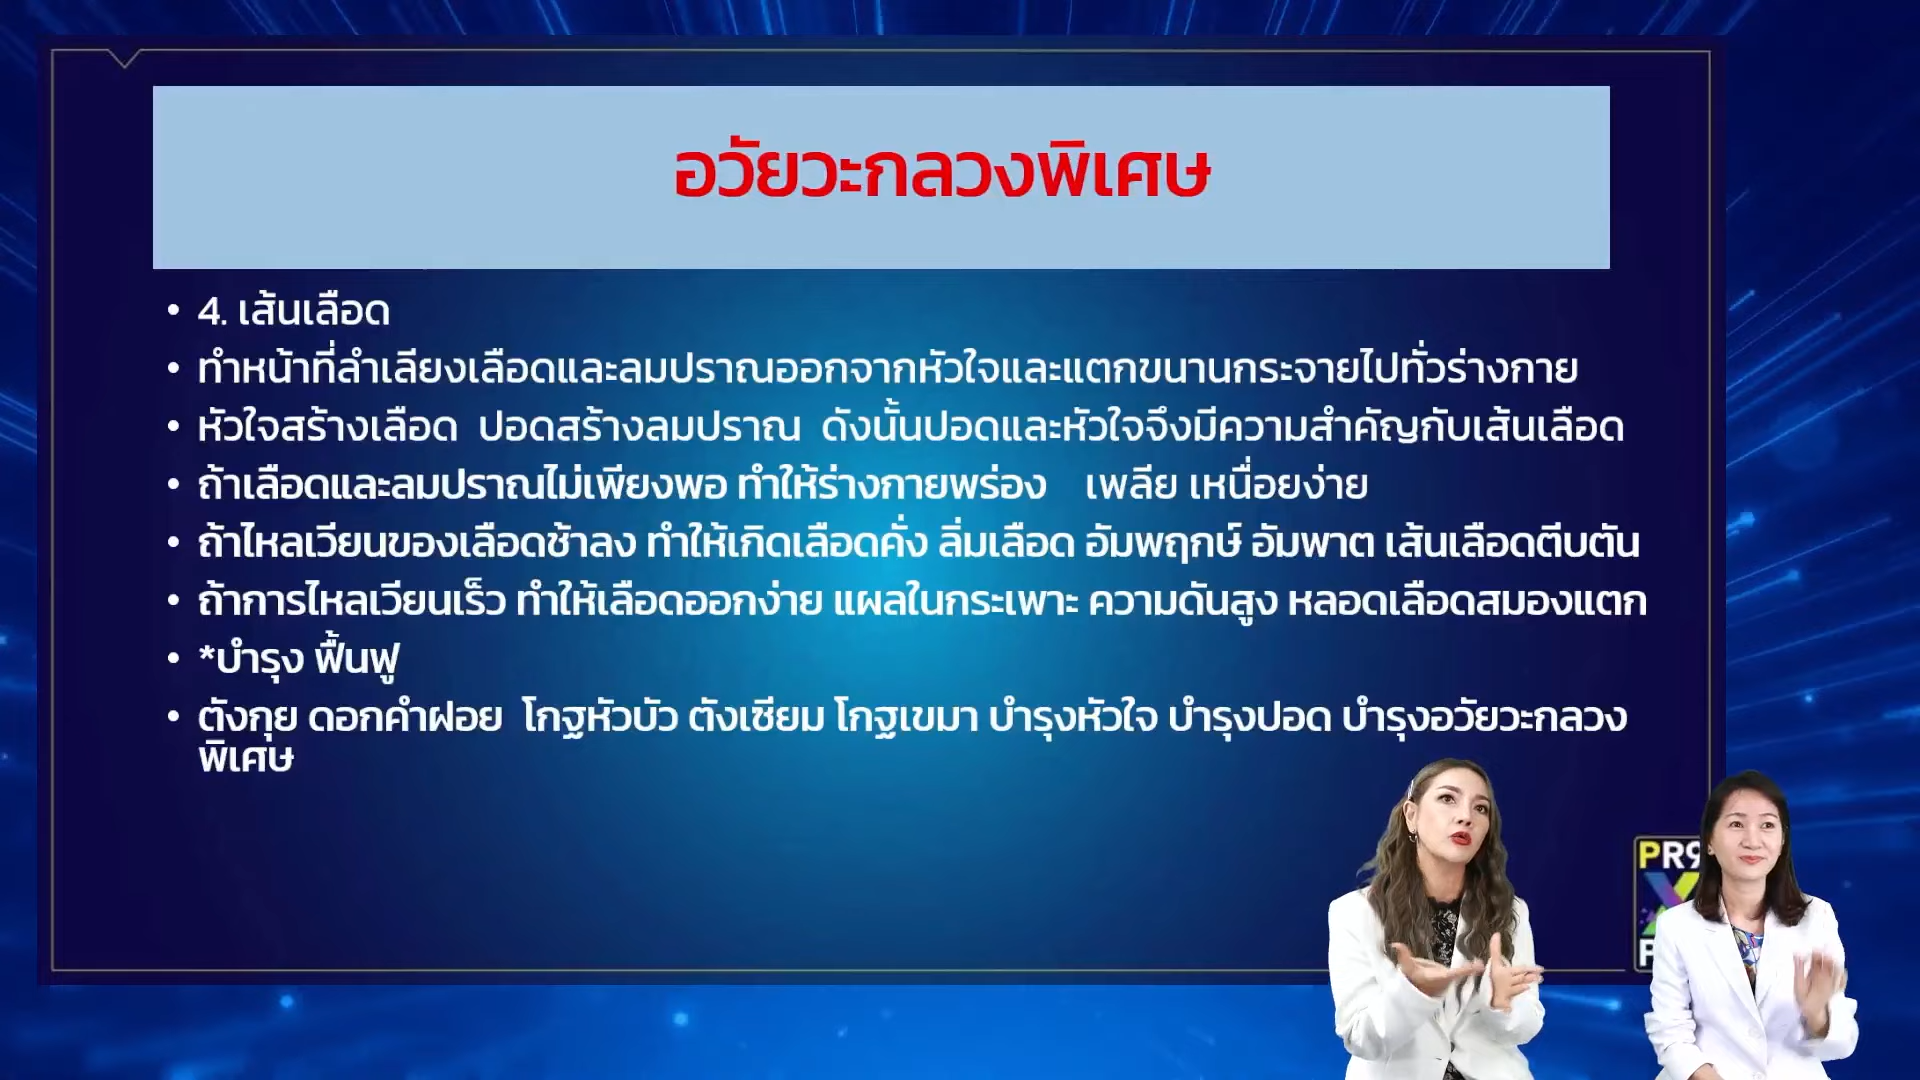 อวัยวะกลวงพิเศษ
• 4. เส้นเลือด
• ทำหน้าที่ลำเลียงเลือดและลมปราณออกจากหัวใจและแตกขนานกระจายไปทั่วร่างกาย
• หัวใจสร้างเลือด ปอดสร้างลมปราณ ดังนั้นปอดและหัวใจจึงมีความสำคัญกับเส้นเลือด
• ถ้าเลือดและลมปราณไม่เพียงพอ ทำให้ร่างกายพร่อง เพลีย เหนื่อยง่าย
• ถ้าไหลเวียนของเลือดช้าลง ทำให้เกิดเลือดคั่ง ลิ่มเลือด อัมพฤกษ์ อัมพาต เส้นเลือดตีบตัน
• ถ้าการไหลเวียนเร็ว ทำให้เลือดออกง่าย แผลในกระเพาะ ความดันสูง หลอดเลือดสมองแตก
• *บำรุง ฟื้นฟู
• ตังกุย ดอกคำฝอย โกฐหัวบัว ตังเซียม โกฐเขมา บำรุงหัวใจ บำรุงปอด บำรุงอวัยวะกลวง
พิเศษ
PR9
X